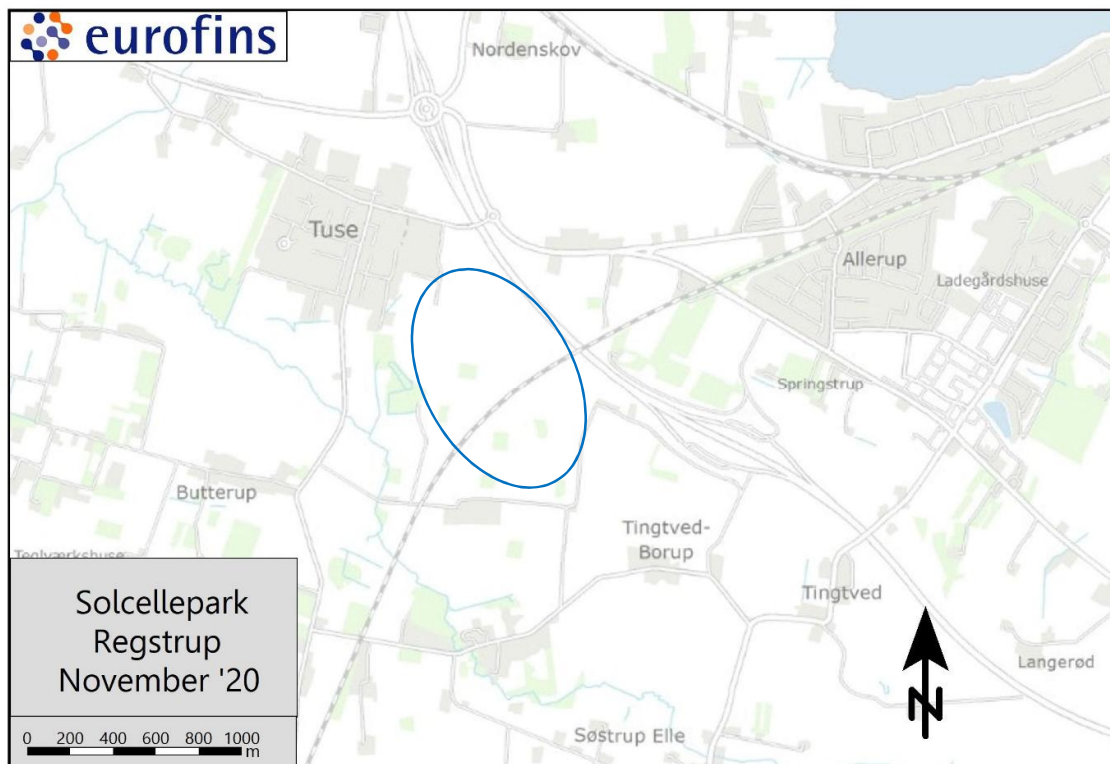 eurofins
Nordenskov
Tuse
Allerup
Ladegårdshuse
Springstrup
Butterup
Tingtved-
Borup
Teglværkshuse
Tingtved
Langerød
Søstrup Elle
Solcellepark
Regstrup
November '20
0 200 400 600 800 1000
m
N